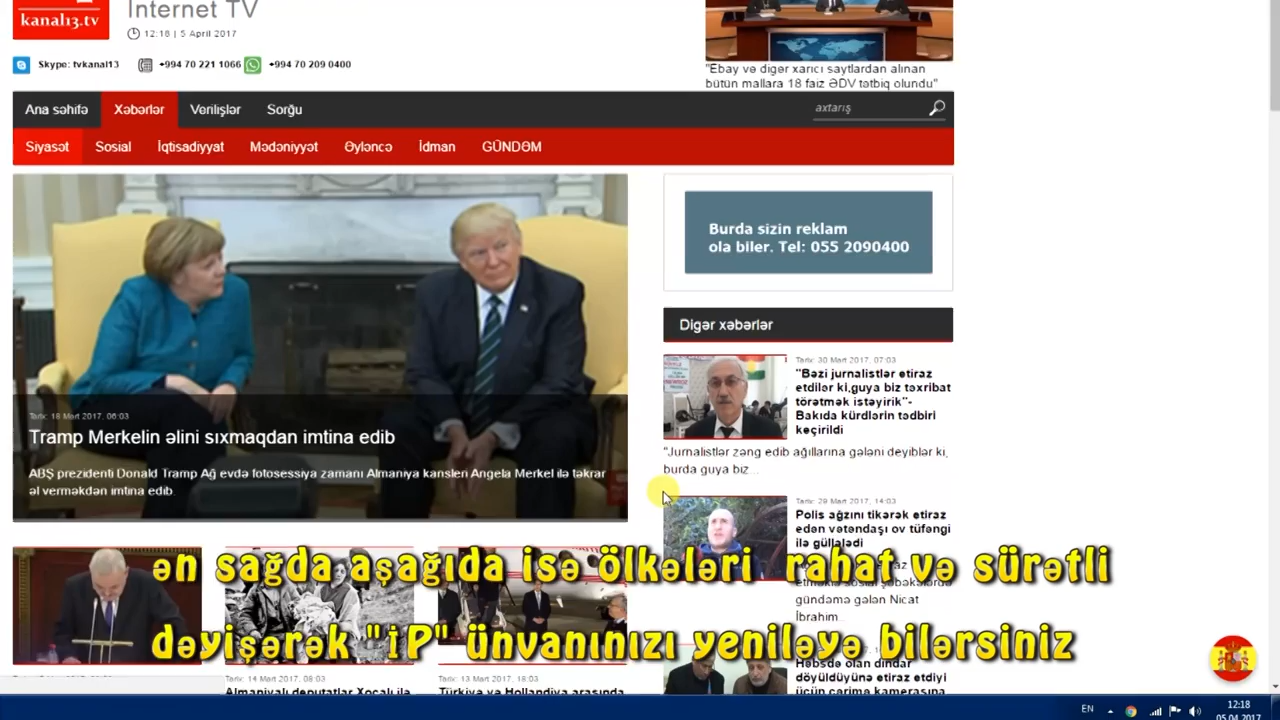 kanal13.tv
Internet TV
12:18 | 5 April 2017
Skype: tvkanal13 +994 70 221 1066 +994 70 209 0400
"Ebay və digər xarici saytlardan alınan
bütün mallara 18 faiz ƏDV tətbiq olundu"
Ana səhifə Xəbərlər Verilişlər Sorğu axtarış
Siyasət Sosial İqtisadiyyat Mədəniyyət Əyləncə İdman GÜNDƏM
Burda sizin reklam
ola biler. Tel: 055 2090400
Digər xəbərlər
Tarix: 18 Mart 2017, 06:03
Tramp Merkelin əlini sıxmaqdan imtina edib
ABŞ prezidenti Donald Tramp Ağ evdə fotosessiya zamanı Almaniya kansleri Angela Merkel ilə təkrar
əl verməkdən imtina edib.
Tarix: 30 Mart 2017, 07:03
"Bəzi jurnalistlər etiraz
etdilər ki,guya biz təxribat
törətmək istəyirik"-
Bakıda kürdlərin tədbiri
keçirildi
"Jurnalistlər zəng edib ağıllarına gələni deyiblər ki,
burda guya biz...
Tarix: 29 Mart 2017, 14:03
Polis ağzını tikərək etiraz
edən vətəndaşı ov tüfəngi
ilə güllələdi
etməklə sosial şəbəkələrdə
gündəmə gələn Nicat
İbrahim...
Həbsdə olan dindar
döyüldüyünə etiraz etdiyi
üçün cərimə kamerasına
14 Mart 2017, 08:03
Almaniyalı deputatlar Xocalı ilə
13 Mart 2017, 18:03
Türkiyə və Hollandiya arasında
ən sağda aşağıda isə ölkələri rahat və sürətli
dəyişərək "İP" ünvanınızı yeniləyə bilərsiniz
EN 12:18
05.04.2017